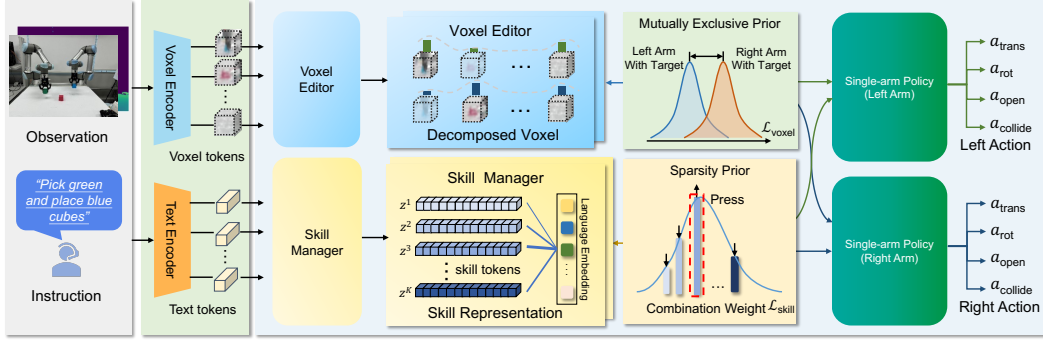 Observation
"Pick green
and place blue
cubes"
Instruction
Voxel Encoder
Voxel tokens
Text Encoder
Text tokens
Voxel
Editor
Skill
Manager
Voxel Editor
...
...
Decomposed Voxel
Skill Manager
z¹
z²
z³
skill tokens
zᴷ
Language Embedding
Skill Representation
Mutually Exclusive Prior
Left Arm
With Target
Right Arm
With Target
ℒvoxel
Sparsity Prior
Press
...
Combination Weight ℒskill
Single-arm Policy
(Left Arm)
Single-arm Policy
(Right Arm)
atrans
arot
aopen
acollide
Left Action
atrans
arot
aopen
acollide
Right Action